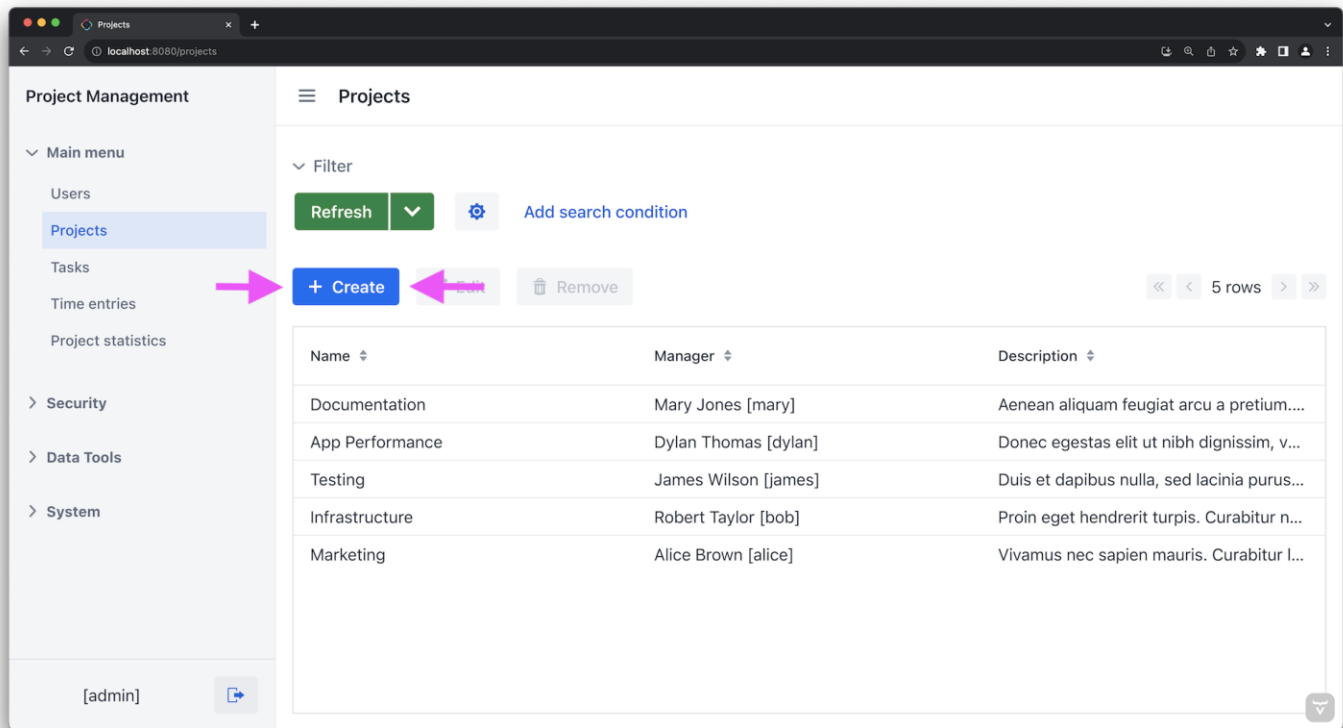 Projects
localhost:8080/projects
Project Management
Projects
Main menu
Filter
Users
Refresh
Add search condition
Projects
Tasks
Create
Edit
Remove
5 rows
Time entries
Project statistics
Name Manager Description
Security
Documentation Mary Jones [mary] Aenean aliquam feugiat arcu a pretium....
App Performance Dylan Thomas [dylan] Donec egestas elit ut nibh dignissim, v...
Data Tools
Testing James Wilson [james] Duis et dapibus nulla, sed lacinia purus...
System
Infrastructure Robert Taylor [bob] Proin eget hendrerit turpis. Curabitur n...
Marketing Alice Brown [alice] Vivamus nec sapien mauris. Curabitur l...
[admin]